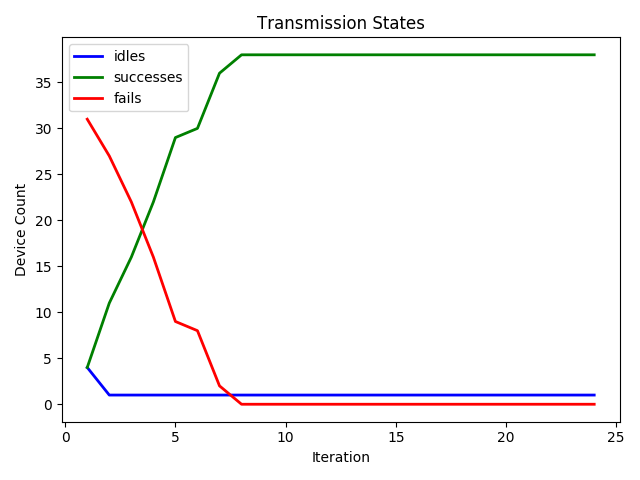 Transmission States
idles
successes
fails
Device Count
35
30
25
20
15
10
5
0
0 5 10 15 20 25
Iteration